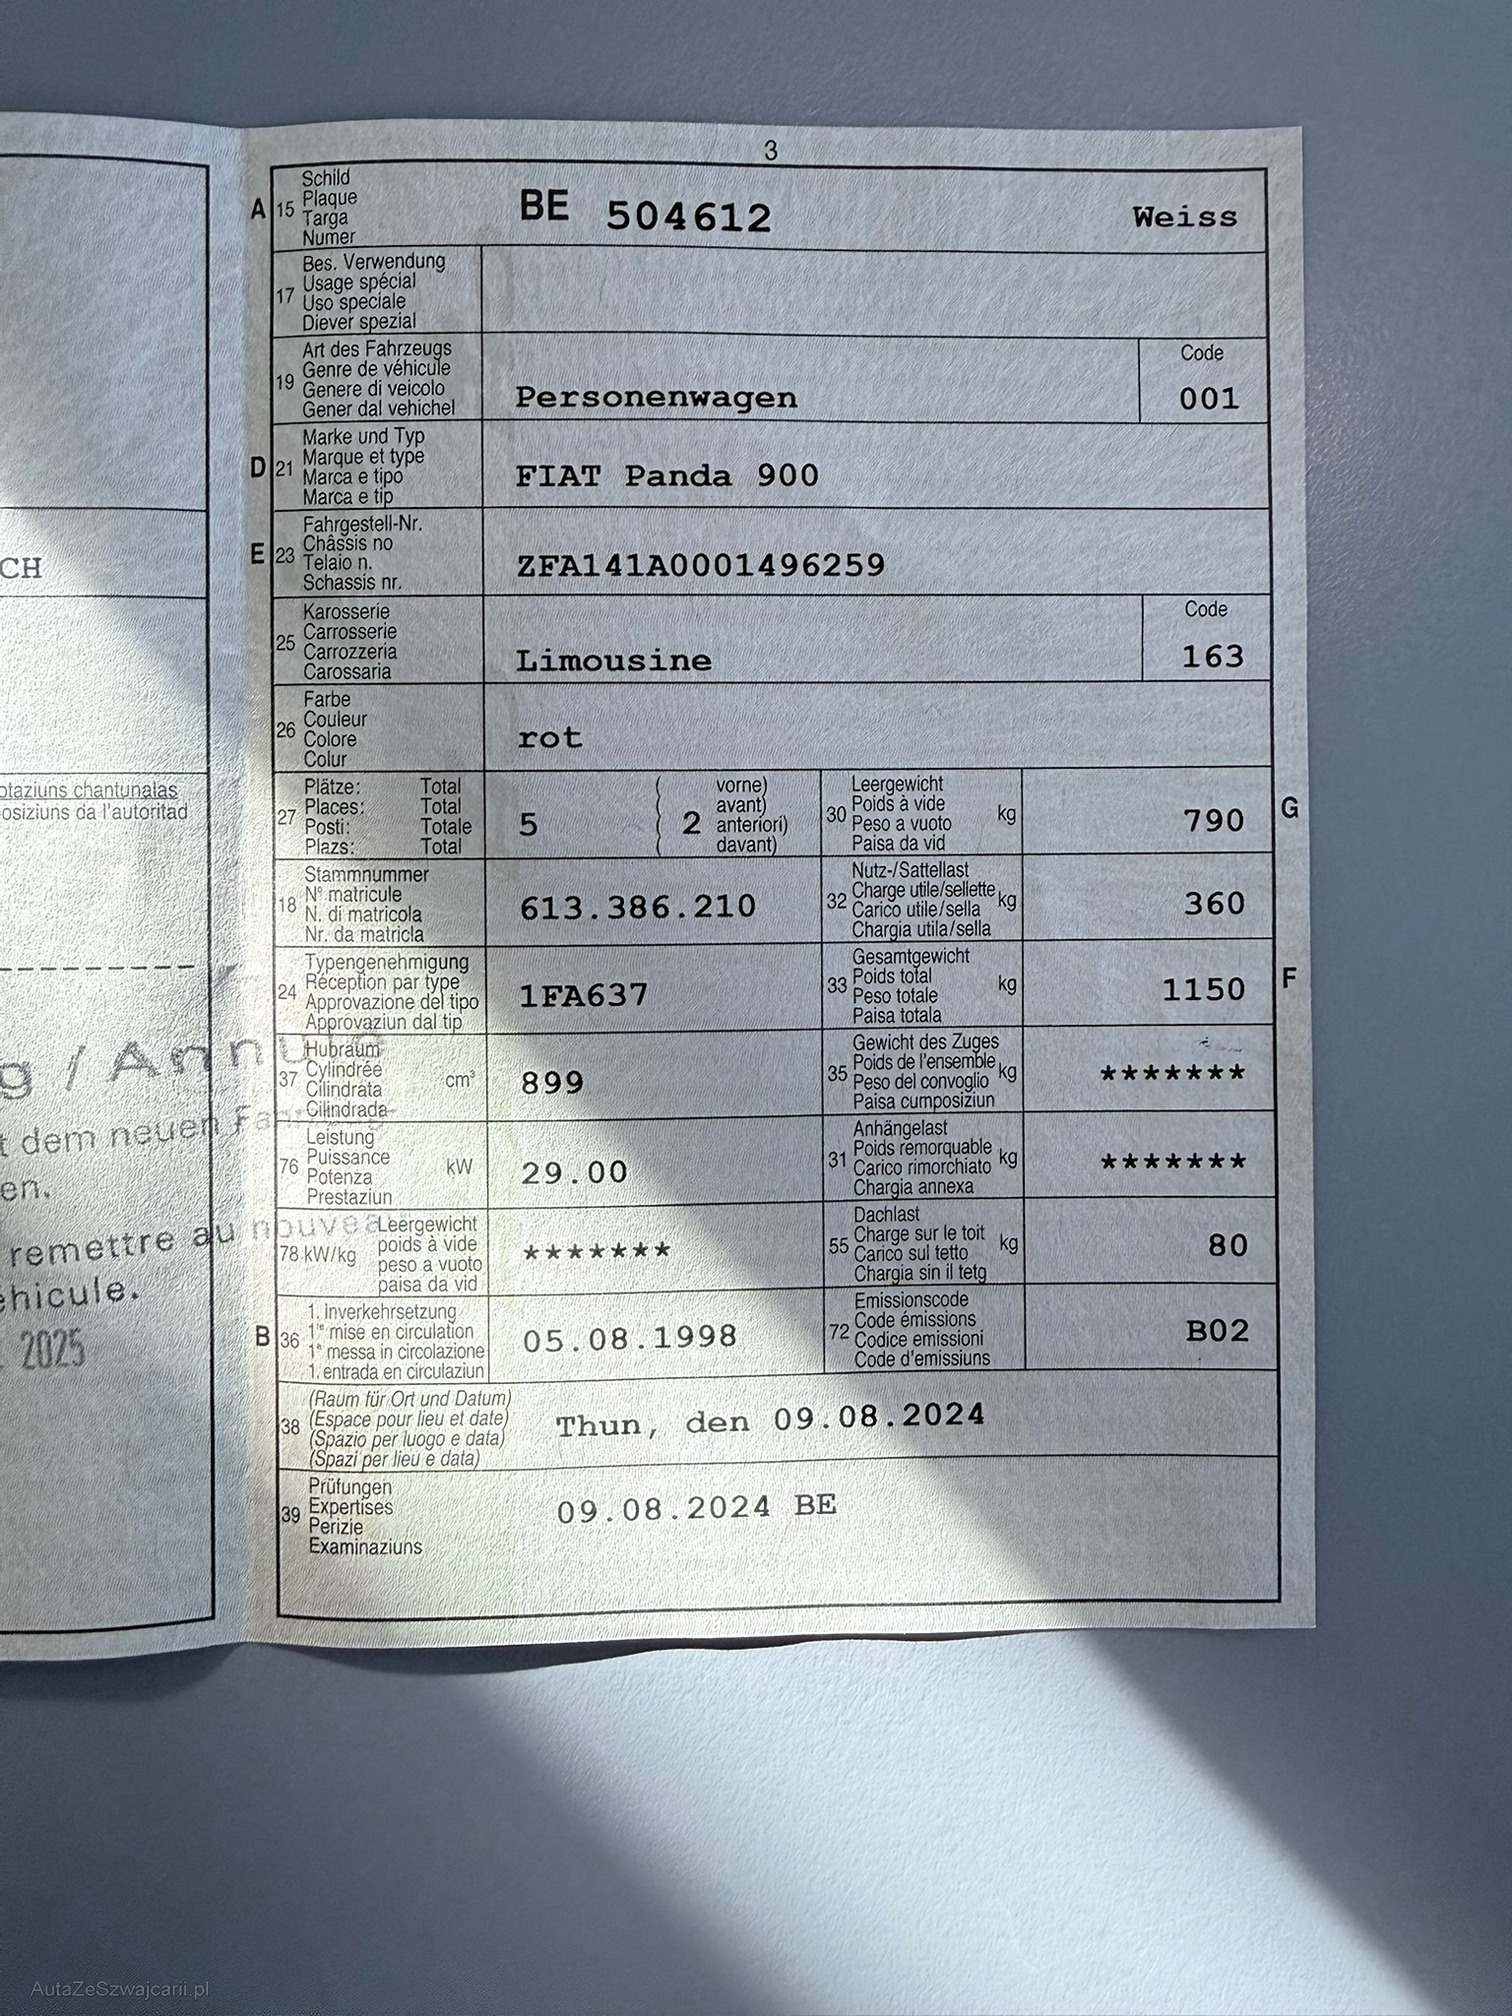 3
A 15 Schild
Plaque
Targa
Numer
BE 504612 Weiss
17 Bes. Verwendung
Usage spécial
Uso speciale
Diever spezial
19 Art des Fahrzeugs
Genre de véhicule
Genere di veicolo
Gener dal vehichel
Personenwagen
Code
001
D 21 Marke und Typ
Marque et type
Marca e tipo
Marca e tip
FIAT Panda 900
E 23 Fahrgestell-Nr.
Châssis no
Telaio n.
Schassis nr.
ZFA141A0001496259
CH
25 Karosserie
Carrosserie
Carrozzeria
Carossaria
Limousine
Code
163
26 Farbe
Couleur
Colore
Colur
rot
27 Plätze: Total
Places: Total
Posti: Totale
Plazs: Total
5
( 2 vorne)
avant)
anteriori)
davant)
30 Leergewicht
Poids à vide
Peso a vuoto
Paisa da vid
kg
790
G
otaziuns chantunalas
osiziuns da l'autoritad
18 Stammnummer
N° matricule
N. di matricola
Nr. da matricla
613.386.210
32 Nutz-/Sattellast
Charge utile/sellette
Carico utile/sella
Chargia utila/sella
kg
360
24 Typengenehmigung
Réception par type
Approvazione del tipo
Approvaziun dal tip
1FA637
33 Gesamtgewicht
Poids total
Peso totale
Paisa totala
kg
1150
F
37 Hubraum
Cylindrée
Cilindrata
Cilindrada
cm³
899
35 Gewicht des Zuges
Poids de l'ensemble
Peso del convoglio
Paisa cumposiziun
kg
*******
76 Leistung
Puissance
Potenza
Prestaziun
kW
29.00
31 Anhängelast
Poids remorquable
Carico rimorchiato
Chargia annexa
kg
*******
78 kW/kg
Leergewicht
poids à vide
peso a vuoto
paisa da vid
*******
55 Dachlast
Charge sur le toit
Carico sul tetto
Chargia sin il tetg
kg
80
B 36 1. Inverkehrsetzung
1re mise en circulation
1a messa in circolazione
1. entrada en circulaziun
05.08.1998
72 Emissionscode
Code émissions
Codice emissioni
Code d'emissiuns
B02
38 (Raum für Ort und Datum)
(Espace pour lieu et date)
(Spazio per luogo e data)
(Spazi per lieu e data)
Thun, den 09.08.2024
39 Prüfungen
Expertises
Perizie
Examinaziuns
09.08.2024 BE
g / Annulé
t dem neuen Fa
en.
remettre au nouvea
éhicule.
2025
AutaZeSzwajcarii.pl